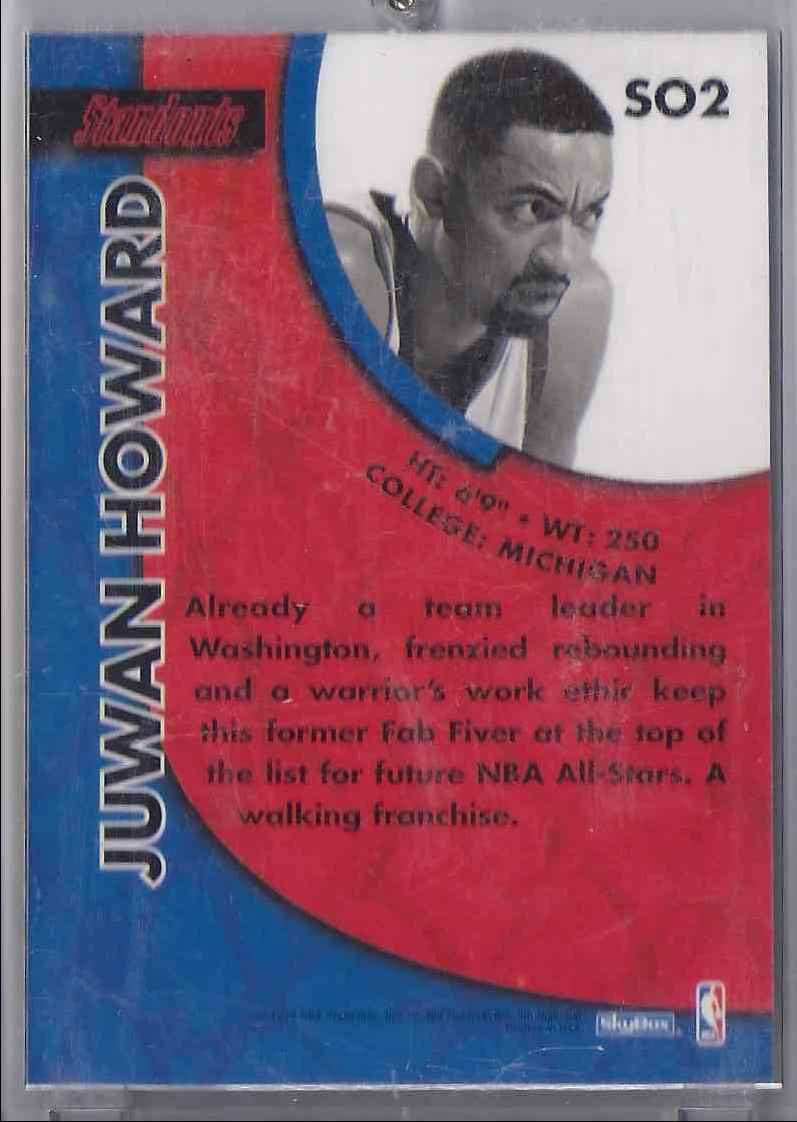 SO2
Standouts
JUWAN HOWARD
HT: 6'9" • WT: 250
COLLEGE: MICHIGAN
Already a team leader in
Washington, frenzied rebounding
and a warrior's work ethic keep
this former Fab Fiver at the top of
the list for future NBA All-Stars. A
walking franchise.
SkyBox